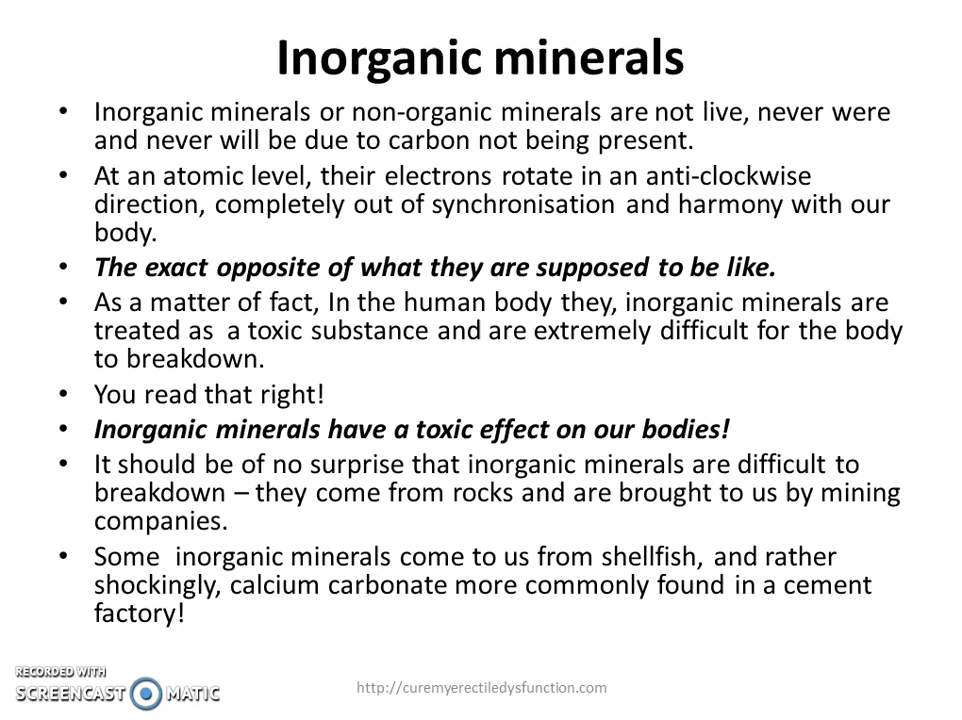 Inorganic minerals
• Inorganic minerals or non-organic minerals are not live, never were
and never will be due to carbon not being present.
• At an atomic level, their electrons rotate in an anti-clockwise
direction, completely out of synchronisation and harmony with our
body.
• The exact opposite of what they are supposed to be like.
• As a matter of fact, In the human body they, inorganic minerals are
treated as a toxic substance and are extremely difficult for the body
to breakdown.
• You read that right!
• Inorganic minerals have a toxic effect on our bodies!
• It should be of no surprise that inorganic minerals are difficult to
breakdown – they come from rocks and are brought to us by mining
companies.
• Some inorganic minerals come to us from shellfish, and rather
shockingly, calcium carbonate more commonly found in a cement
factory!
RECORDED WITH
SCREENCAST MATIC
http://curemyerectiledysfunction.com